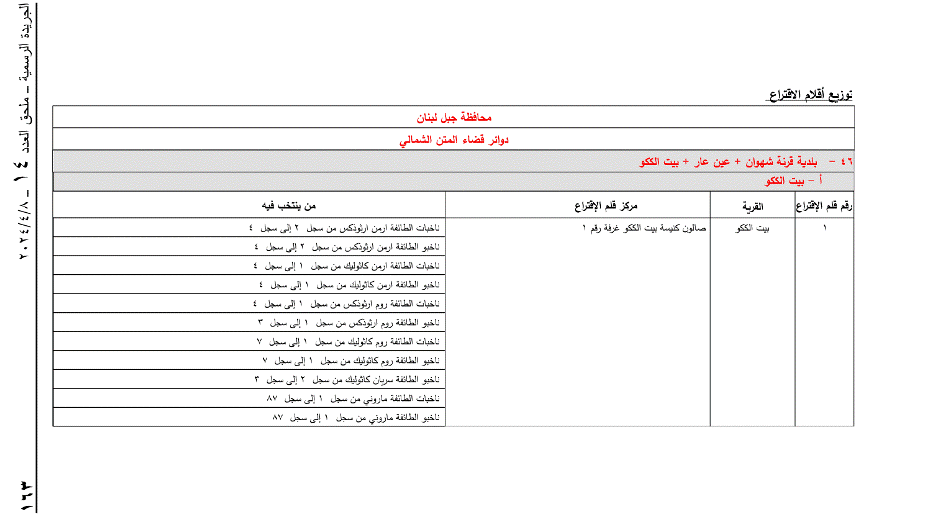 الجريدة الرسمية - ملحق العدد ١٤ - ٢٠٢٤/٤/٨
توزيع أقلام الاقتراع
محافظة جبل لبنان
دوائر قضاء المتن الشمالي
٤٦ - بلدية قرنة شهوان + عين عار + بيت الككو
أ - بيت الككو
رقم قلم الإقتراع القرية مركز قلم الإقتراع من ينتخب فيه
١ بيت الككو صالون كنيسة بيت الككو غرفة رقم ١ ناخبات الطائفة ارمن ارثوذكس من سجل ٢ إلى سجل ٤
ناخبو الطائفة ارمن ارثوذكس من سجل ٢ إلى سجل ٤
ناخبات الطائفة ارمن كاثوليك من سجل ١ إلى سجل ٤
ناخبو الطائفة ارمن كاثوليك من سجل ١ إلى سجل ٤
ناخبات الطائفة روم ارثوذكس من سجل ١ إلى سجل ٤
ناخبو الطائفة روم ارثوذكس من سجل ١ إلى سجل ٣
ناخبات الطائفة روم كاثوليك من سجل ١ إلى سجل ٧
ناخبو الطائفة روم كاثوليك من سجل ١ إلى سجل ٧
ناخبو الطائفة سريان كاثوليك من سجل ٢ إلى سجل ٣
ناخبات الطائفة ماروني من سجل ١ إلى سجل ٨٧
ناخبو الطائفة ماروني من سجل ١ إلى سجل ٨٧
١٦٣